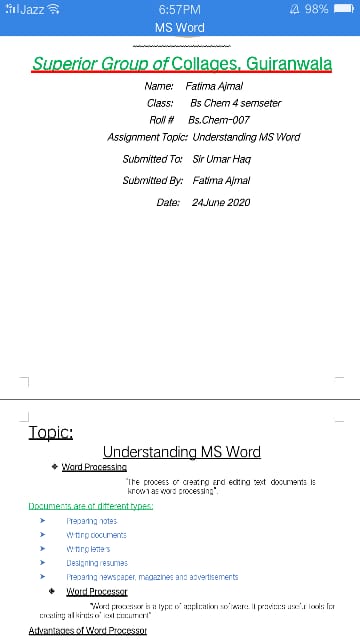 Jazz 6:57PM 98%
MS Word
Superior Group of Collages, Gujranwala
Name: Fatima Ajmal
Class: Bs Chem 4 semseter
Roll # Bs.Chem-007
Assignment Topic: Understanding MS Word
Submitted To: Sir Umar Haq
Submitted By: Fatima Ajmal
Date: 24June 2020
Topic:
Understanding MS Word
❖ Word Processing
"The process of creating and editing text documents is
known as word processing".
Documents are of different types:
➤ Preparing notes
➤ Writing documents
➤ Writing letters
➤ Designing resumes
➤ Preparing newspaper, magazines and advertisements
❖ Word Processor
"Word processor is a type of application software. It provides useful tools for
creating all kinds of text document"
Advantages of Word Processor